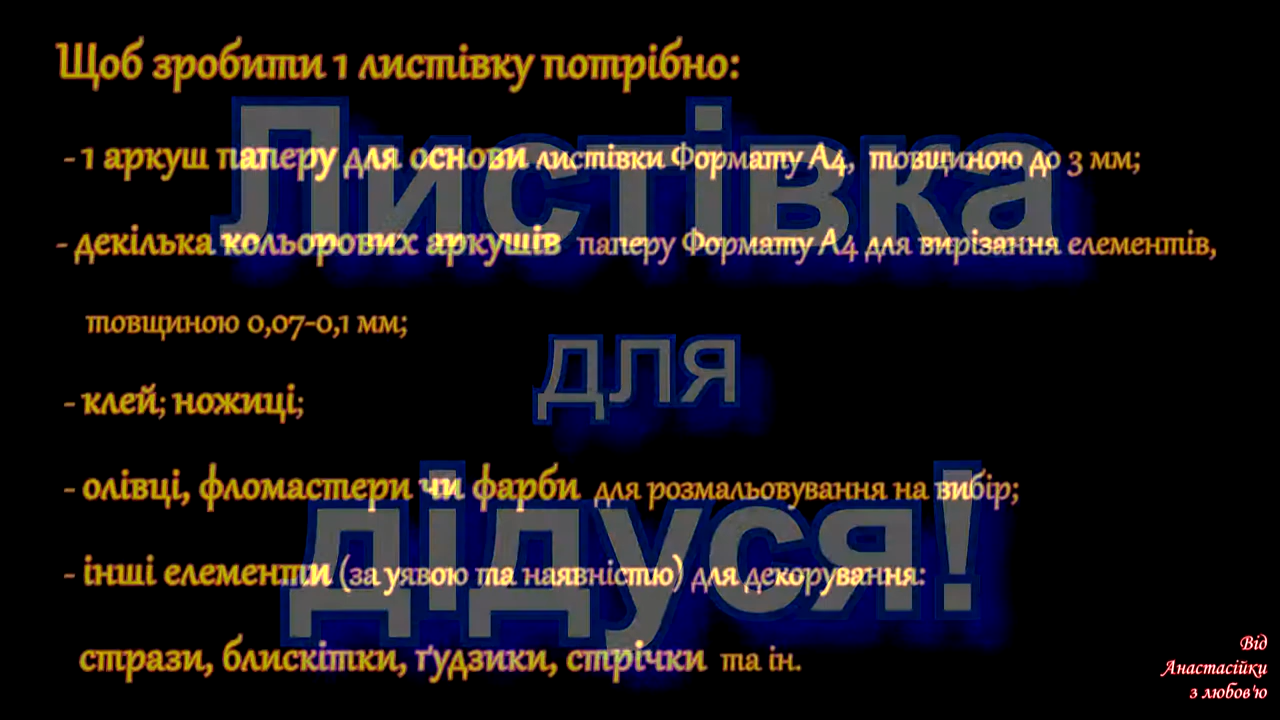 Щоб зробити 1 листівку потрібно:
- 1 аркуш паперу для основи листівки Формату А4, товщиною до 3 мм;
- декілька кольорових аркушів паперу Формату А4 для вирізання елементів,
товщиною 0,07-0,1 мм;
- клей; ножиці;
- олівці, фломастери чи фарби для розмальовування на вибір;
- інші елементи (за уявою та наявністю) для декорування:
стрази, блискітки, ґудзики, стрічки та ін.
Листівка
для
дідуся!
Від
Анастасійки
з любов'ю